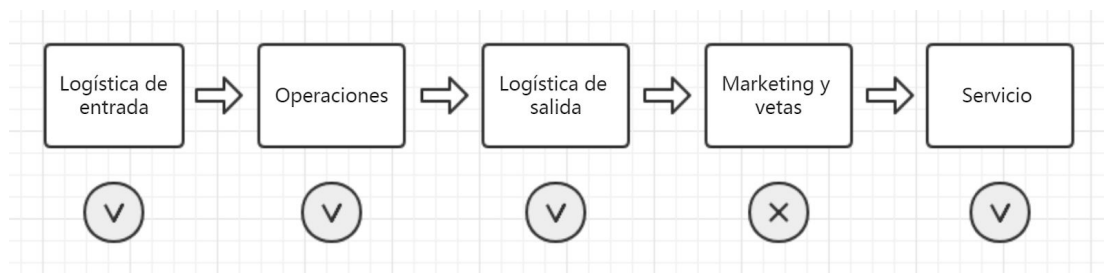 Logística de
entrada
Operaciones
Logística de
salida
Marketing y
vetas
Servicio
V
V
V
X
V